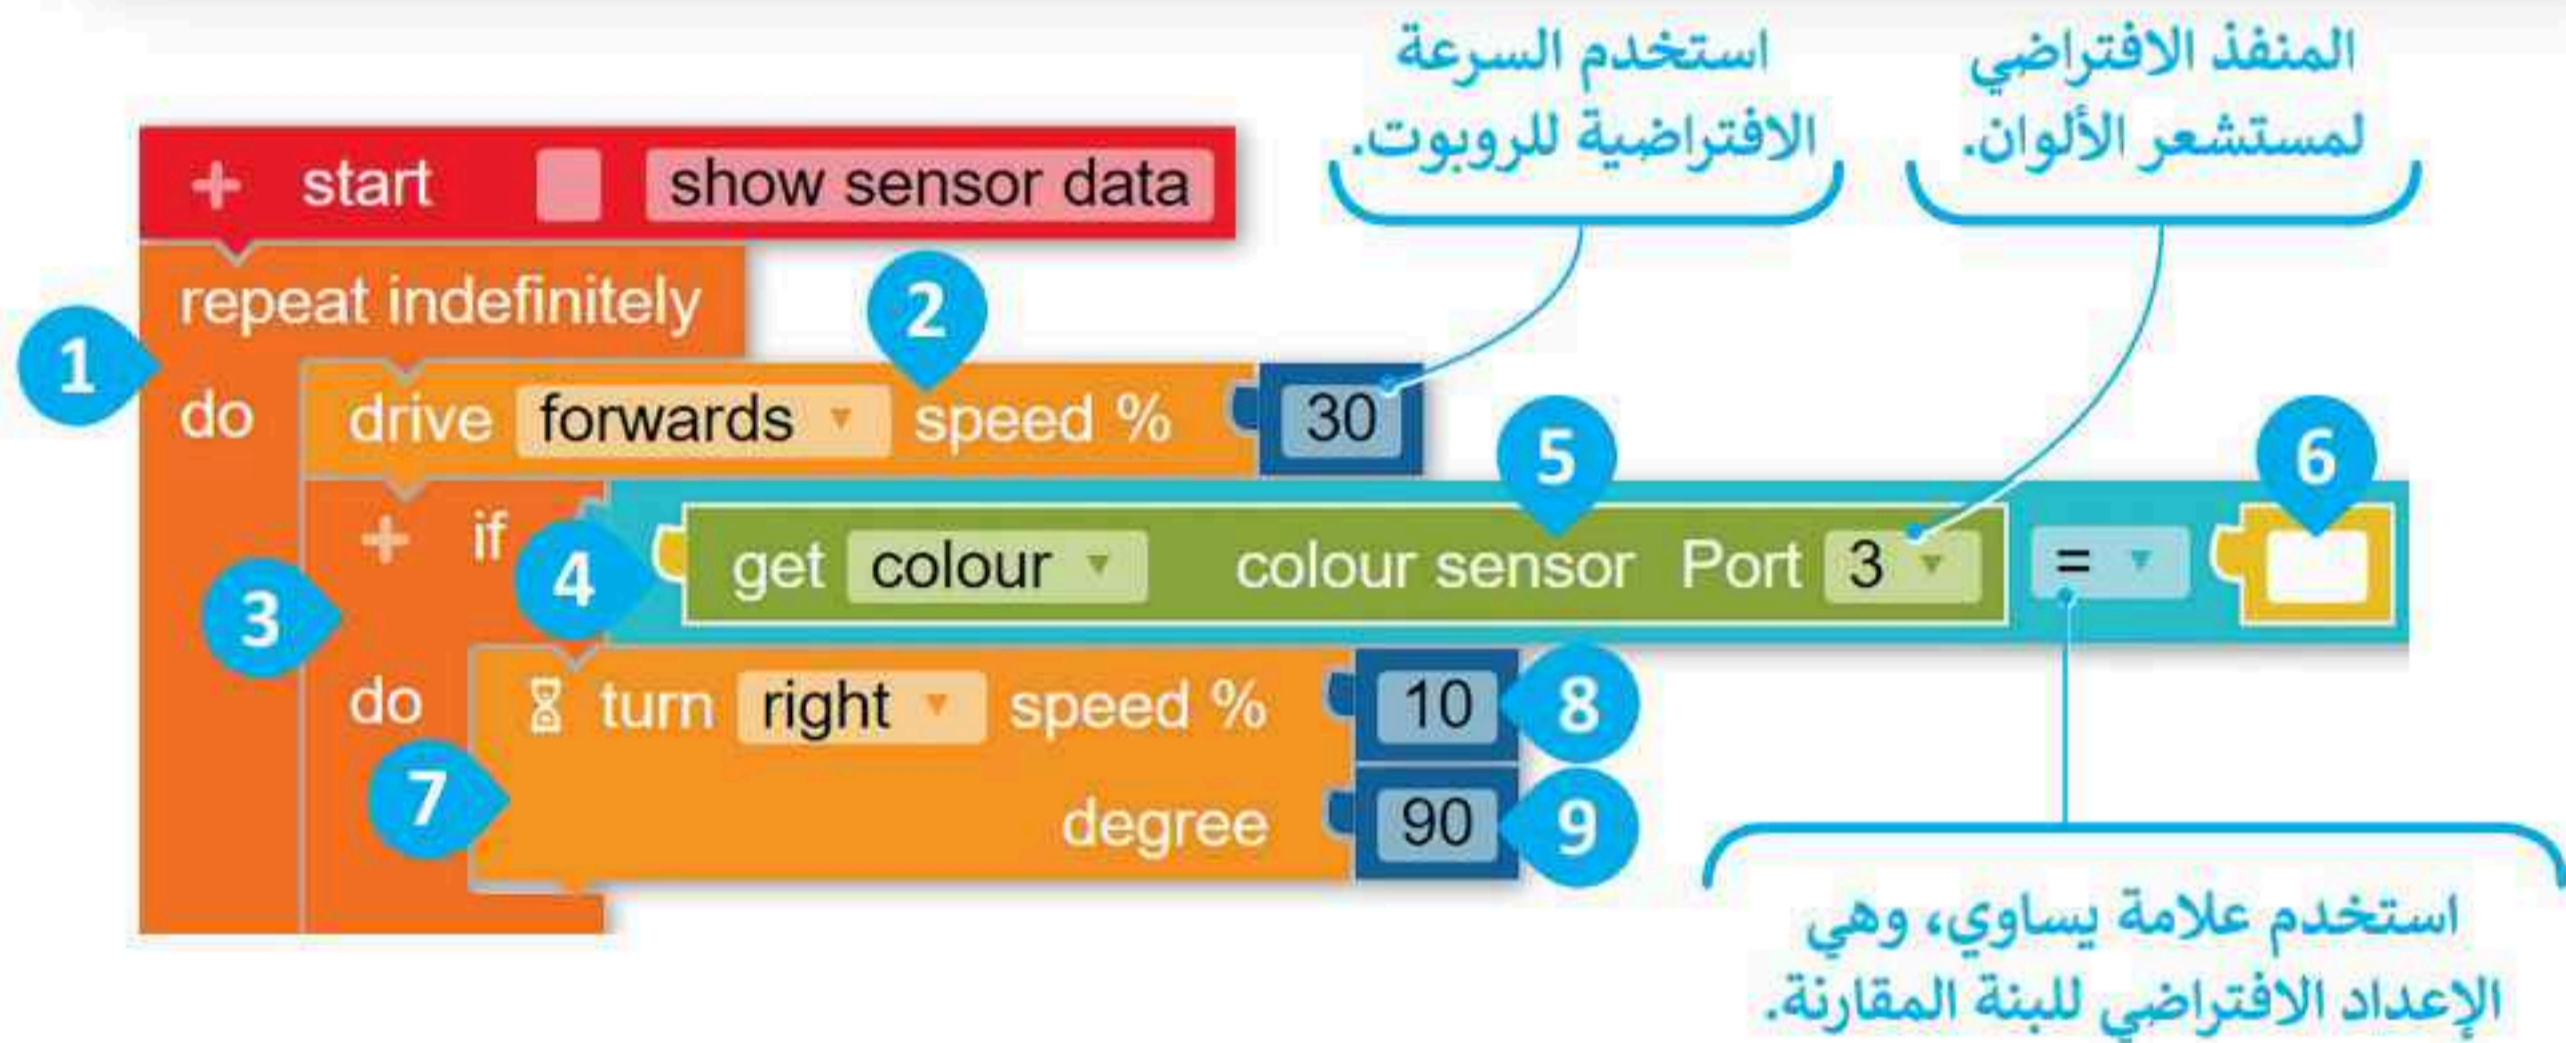 استخدم السرعة
الافتراضية للروبوت.
المنفذ الافتراضي
لمستشعر الألوان.
+ start show sensor data
repeat indefinitely
1
2
do drive forwards speed % 30
5
6
+ if get colour colour sensor Port 3 =
4
3
do turn right speed % 10
8
7
degree 90
9
استخدم علامة يساوي، وهي
الإعداد الافتراضي للبنة المقارنة.